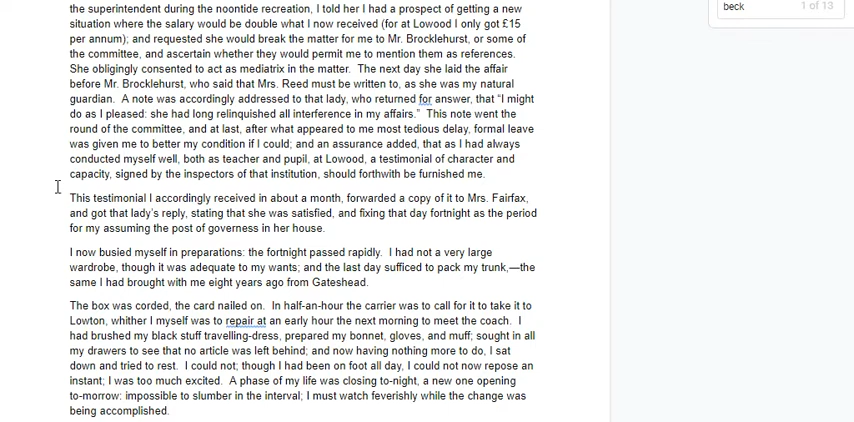 beck
1 of 13
the superintendent during the noontide recreation, I told her I had a prospect of getting a new
situation where the salary would be double what I now received (for at Lowood I only got £15
per annum); and requested she would break the matter for me to Mr. Brocklehurst, or some of
the committee, and ascertain whether they would permit me to mention them as references.
She obligingly consented to act as mediatrix in the matter.  The next day she laid the affair
before Mr. Brocklehurst, who said that Mrs. Reed must be written to, as she was my natural
guardian.  A note was accordingly addressed to that lady, who returned for answer, that “I might
do as I pleased: she had long relinquished all interference in my affairs.”  This note went the
round of the committee, and at last, after what appeared to me most tedious delay, formal leave
was given me to better my condition if I could; and an assurance added, that as I had always
conducted myself well, both as teacher and pupil, at Lowood, a testimonial of character and
capacity, signed by the inspectors of that institution, should forthwith be furnished me.
This testimonial I accordingly received in about a month, forwarded a copy of it to Mrs. Fairfax,
and got that lady’s reply, stating that she was satisfied, and fixing that day fortnight as the period
for my assuming the post of governess in her house.
I now busied myself in preparations: the fortnight passed rapidly.  I had not a very large
wardrobe, though it was adequate to my wants; and the last day sufficed to pack my trunk,—the
same I had brought with me eight years ago from Gateshead.
The box was corded, the card nailed on.  In half-an-hour the carrier was to call for it to take it to
Lowton, whither I myself was to repair at an early hour the next morning to meet the coach.  I
had brushed my black stuff travelling-dress, prepared my bonnet, gloves, and muff; sought in all
my drawers to see that no article was left behind; and now having nothing more to do, I sat
down and tried to rest.  I could not; though I had been on foot all day, I could not now repose an
instant; I was too much excited.  A phase of my life was closing to-night, a new one opening
to-morrow: impossible to slumber in the interval; I must watch feverishly while the change was
being accomplished.